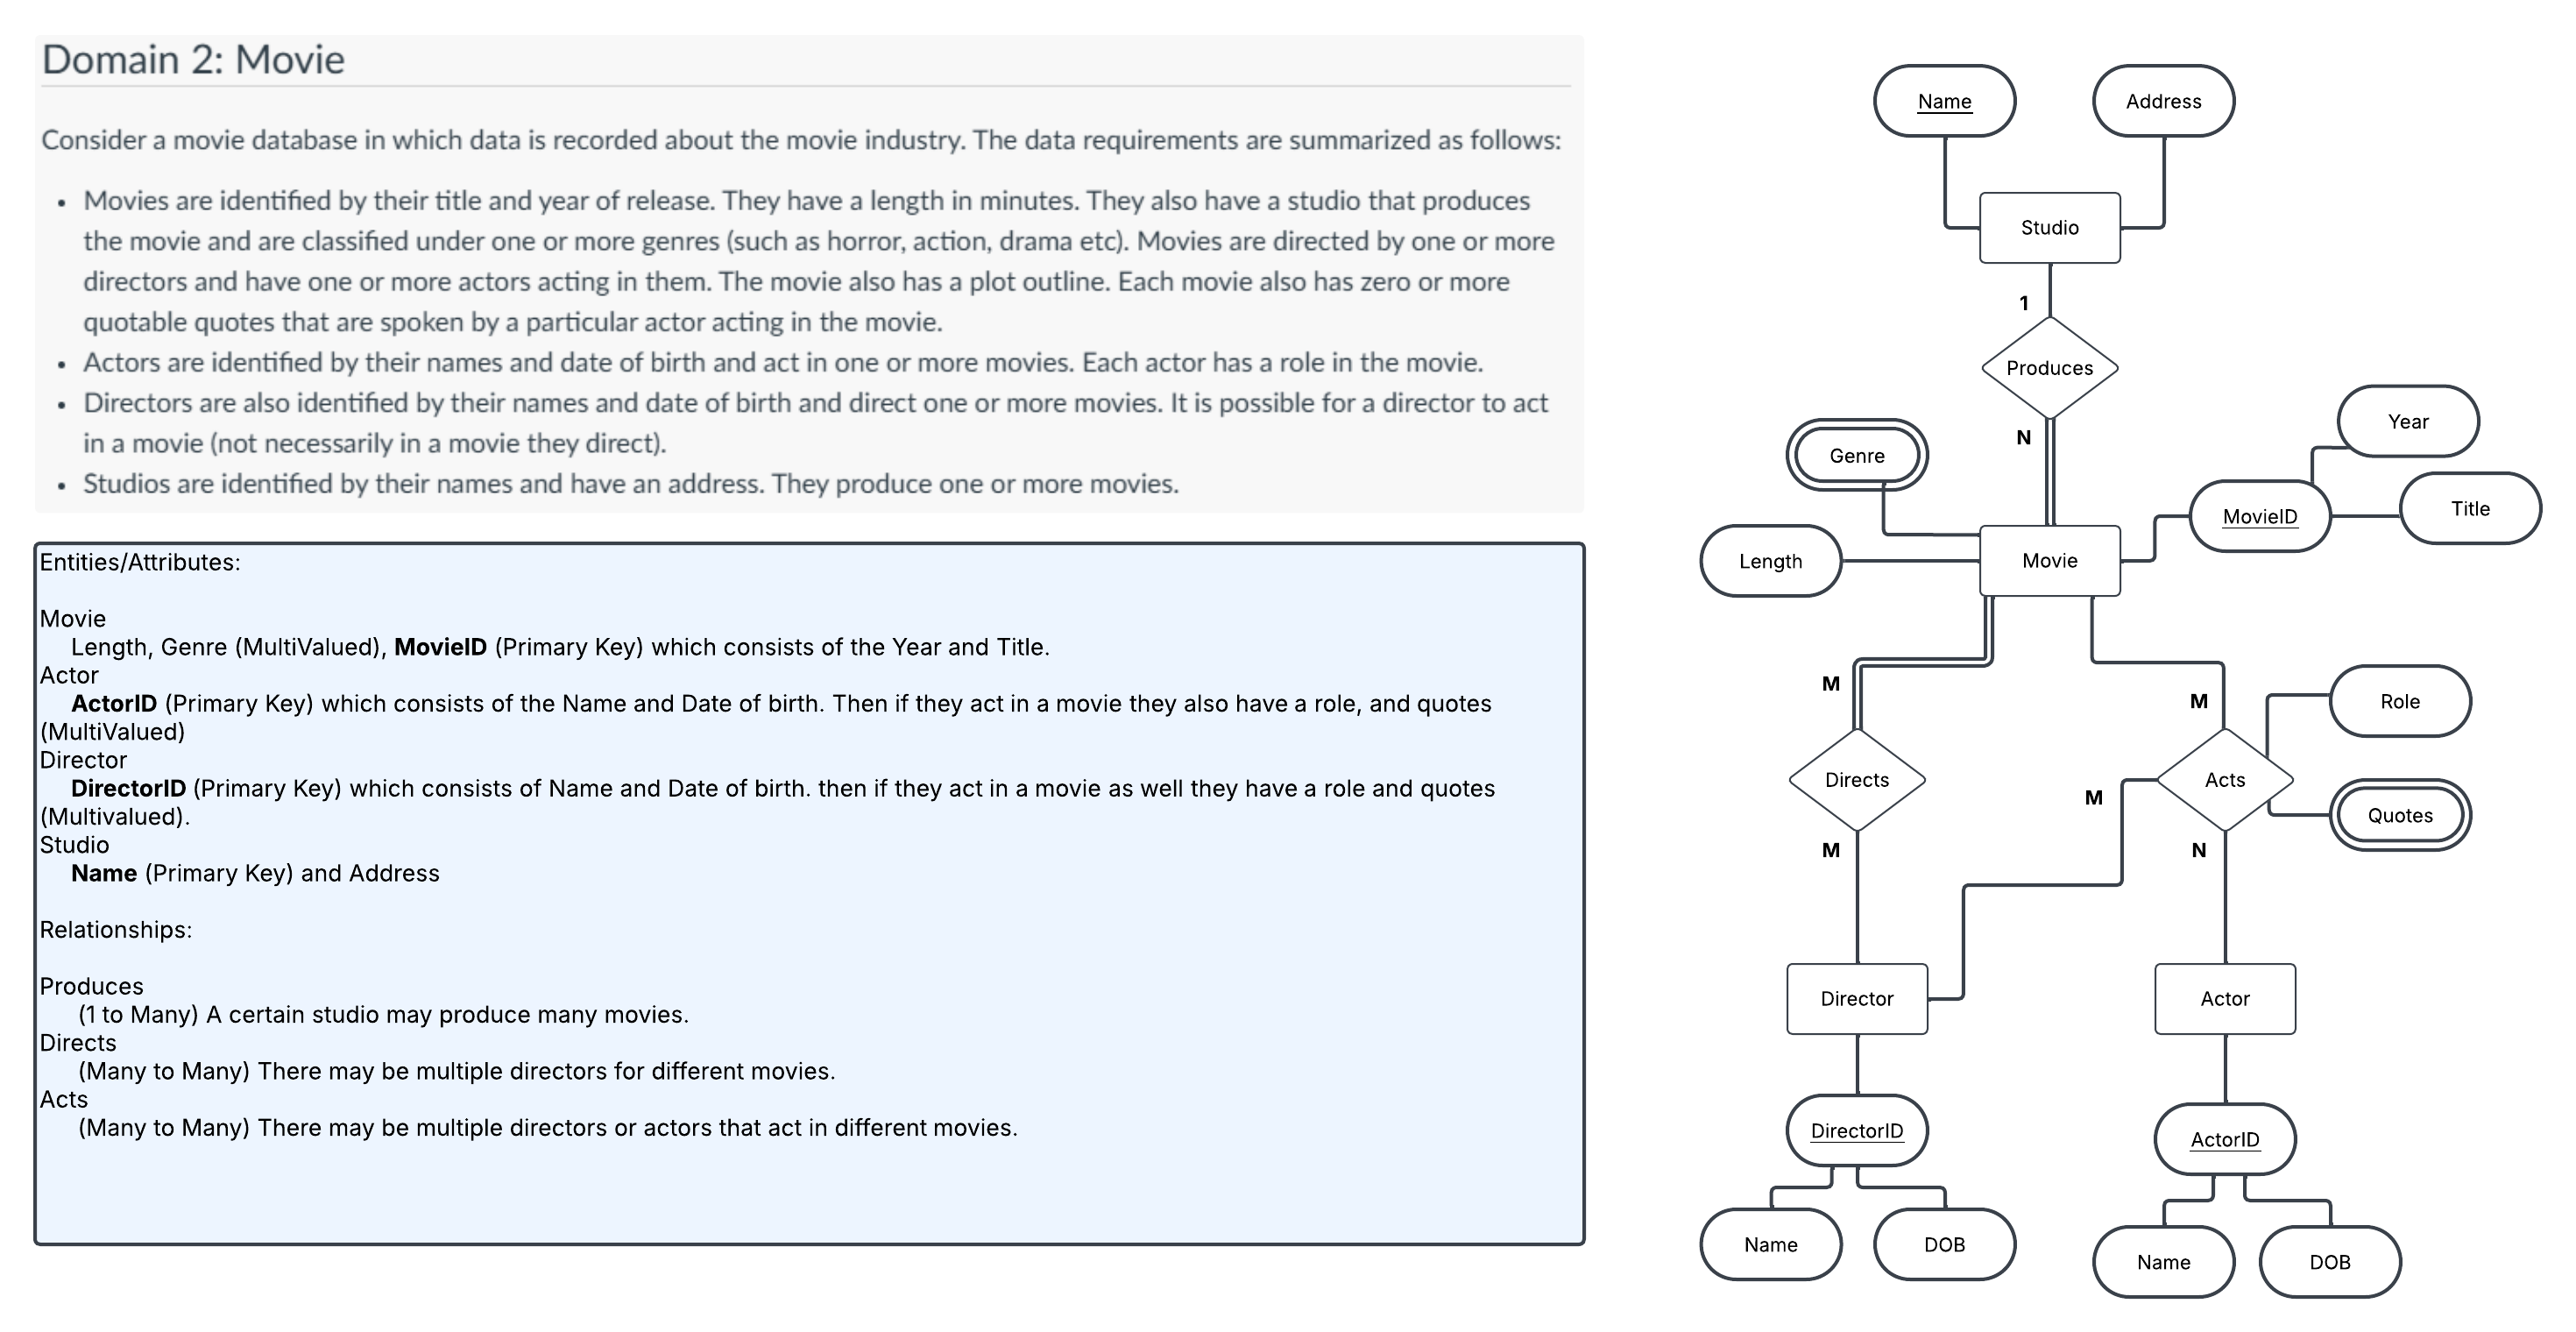 Domain 2: Movie
Consider a movie database in which data is recorded about the movie industry. The data requirements are summarized as follows:
• Movies are identified by their title and year of release. They have a length in minutes. They also have a studio that produces
the movie and are classified under one or more genres (such as horror, action, drama etc). Movies are directed by one or more
directors and have one or more actors acting in them. The movie also has a plot outline. Each movie also has zero or more
quotable quotes that are spoken by a particular actor acting in the movie.
• Actors are identified by their names and date of birth and act in one or more movies. Each actor has a role in the movie.
• Directors are also identified by their names and date of birth and direct one or more movies. It is possible for a director to act
in a movie (not necessarily in a movie they direct).
• Studios are identified by their names and have an address. They produce one or more movies.
Entities/Attributes:
Movie
Length, Genre (MultiValued), MovieID (Primary Key) which consists of the Year and Title.
Actor
ActorID (Primary Key) which consists of the Name and Date of birth. Then if they act in a movie they also have a role, and quotes
(MultiValued)
Director
DirectorID (Primary Key) which consists of Name and Date of birth. then if they act in a movie as well they have a role and quotes
(Multivalued).
Studio
Name (Primary Key) and Address
Relationships:
Produces
(1 to Many) A certain studio may produce many movies.
Directs
(Many to Many) There may be multiple directors for different movies.
Acts
(Many to Many) There may be multiple directors or actors that act in different movies.
Name
Address
Studio
1
Produces
N
Year
Genre
Title
MovieID
Length
Movie
M
M
Role
Directs
Acts
M
Quotes
M
N
Director
Actor
DirectorID
ActorID
Name
DOB
Name
DOB